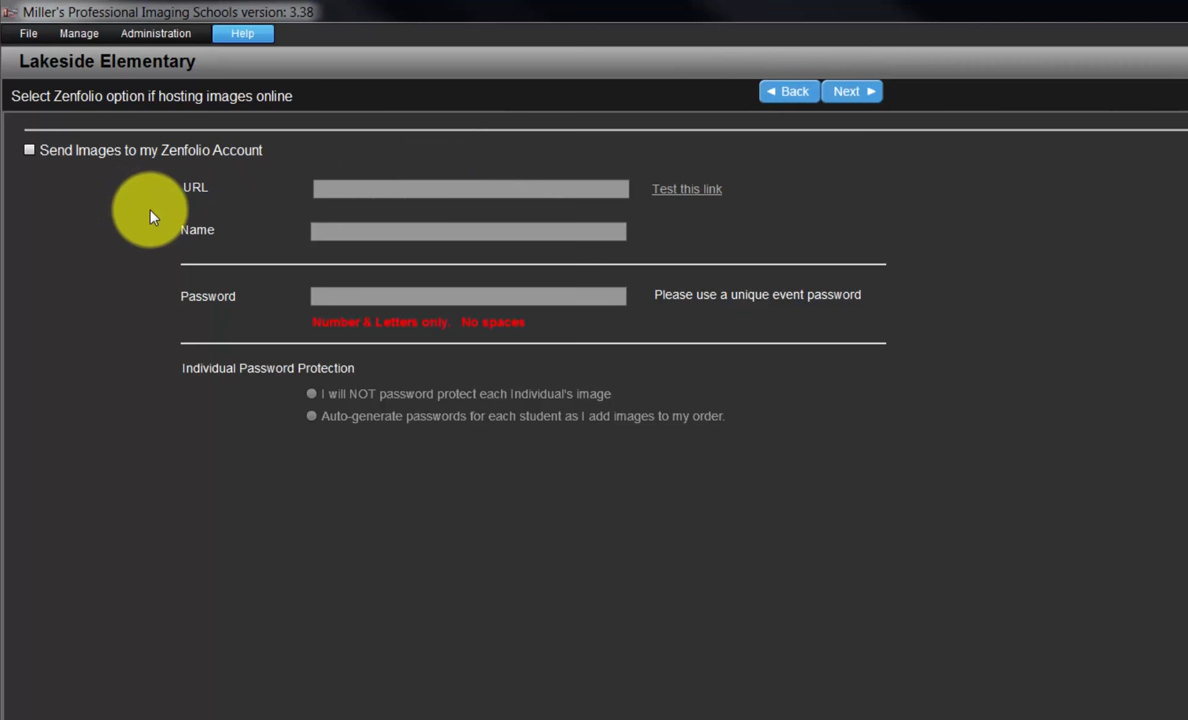 Miller's Professional Imaging Schools version: 3.38
File Manage Administration Help
Lakeside Elementary
Select Zenfolio option if hosting images online
Back Next
Send Images to my Zenfolio Account
URL Test this link
Name
Password Please use a unique event password
Number & Letters only. No spaces
Individual Password Protection
I will NOT password protect each Individual's image
Auto-generate passwords for each student as I add images to my order.